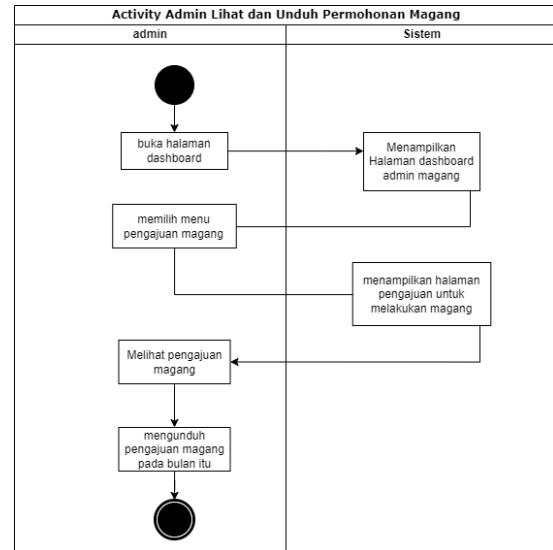 Activity Admin Lihat dan Unduh Permohonan Magang
admin
Sistem
buka halaman
dashboard
Menampilkan
Halaman dashboard
admin magang
memilih menu
pengajuan magang
menampilkan halaman
pengajuan untuk
melakukan magang
Melihat pengajuan
magang
mengunduh
pengajuan magang
pada bulan itu